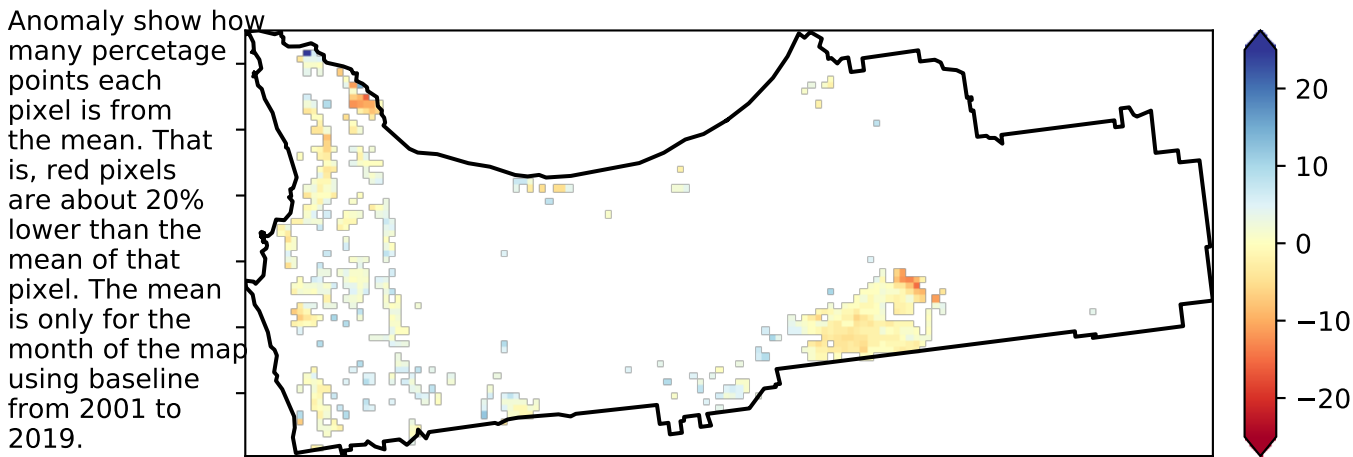 Anomaly show how
many percetage
points each
pixel is from
the mean. That
is, red pixels
are about 20%
lower than the
mean of that
pixel. The mean
is only for the
month of the map
using baseline
from 2001 to
2019.
20
10
0
−10
−20